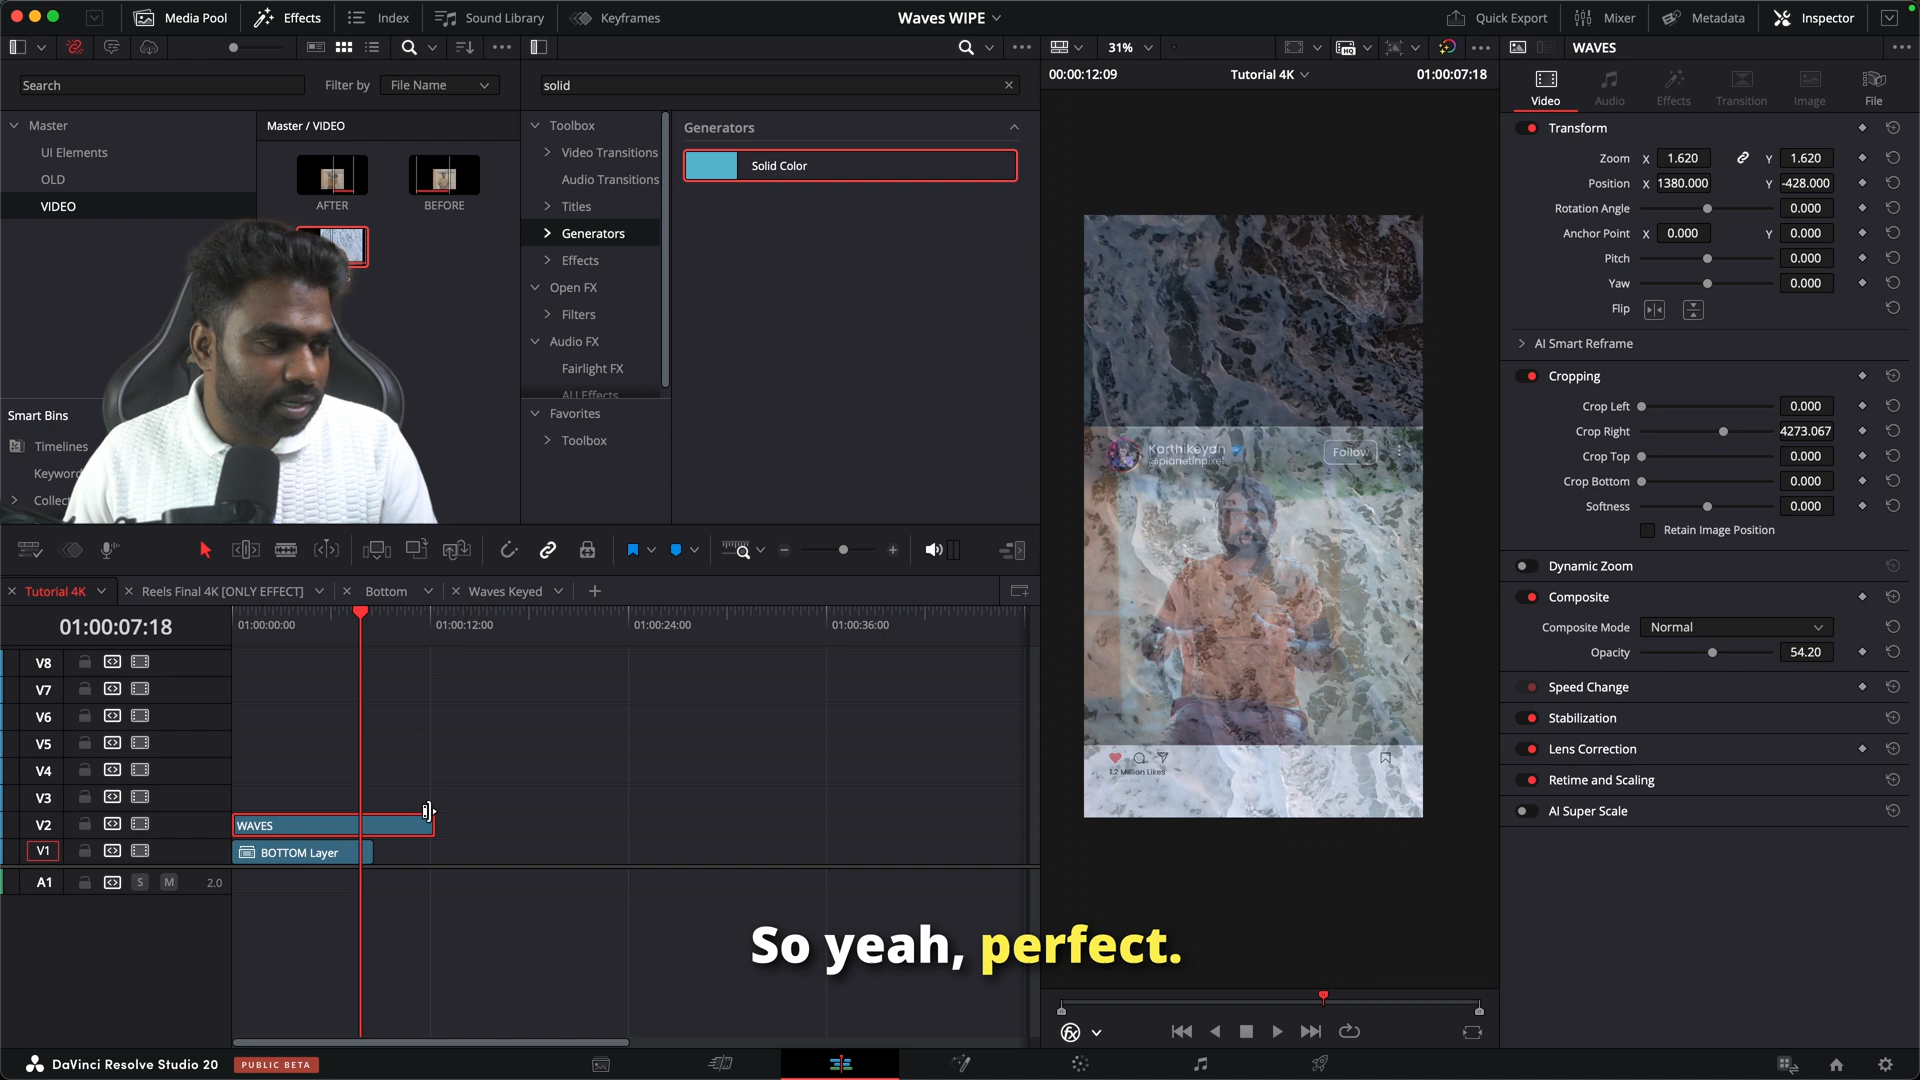 Media Pool
Effects
Index
Sound Library
Keyframes
Waves WIPE
Quick Export
Mixer
Metadata
Inspector
31%
WAVES
Search
Filter by
File Name
solid
00:00:12:09
Tutorial 4K
01:00:07:18
Video
Audio
Effects
Transition
Image
File
Master
UI Elements
OLD
VIDEO
Master / VIDEO
AFTER
BEFORE
Smart Bins
Timelines
Keyword
Collec
Toolbox
Video Transitions
Audio Transitions
Titles
Generators
Effects
Open FX
Filters
Audio FX
Fairlight FX
AU Effects
Favorites
Toolbox
Generators
Solid Color
Karthikeyan
@planetinpixel
Follow
1.2 Million Likes
Transform
Zoom X 1.620 Y 1.620
Position X 1380.000 Y -428.000
Rotation Angle 0.000
Anchor Point X 0.000 Y 0.000
Pitch 0.000
Yaw 0.000
Flip
AI Smart Reframe
Cropping
Crop Left 0.000
Crop Right 4273.067
Crop Top 0.000
Crop Bottom 0.000
Softness 0.000
Retain Image Position
Dynamic Zoom
Composite
Composite Mode Normal
Opacity 54.20
Speed Change
Stabilization
Lens Correction
Retime and Scaling
AI Super Scale
Tutorial 4K
Reels Final 4K [ONLY EFFECT]
Bottom
Waves Keyed
01:00:07:18
01:00:00:00
01:00:12:00
01:00:24:00
01:00:36:00
V8
V7
V6
V5
V4
V3
V2
WAVES
V1
BOTTOM Layer
A1 S M 2.0
So yeah, perfect.
DaVinci Resolve Studio 20
PUBLIC BETA